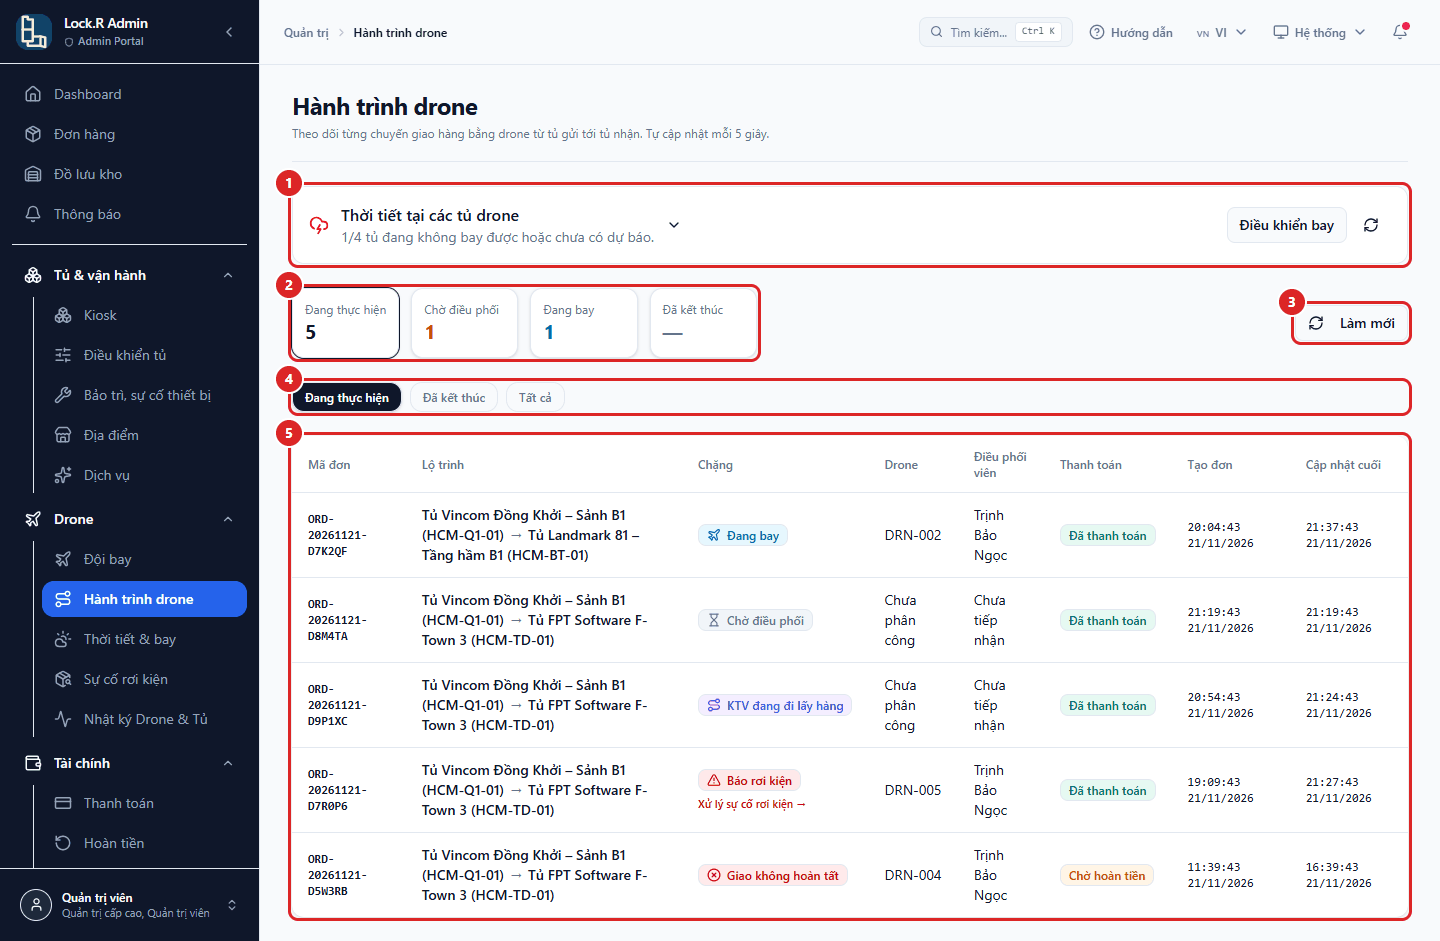 Lock.R Admin
Admin Portal
Quản trị
Hành trình drone
Tìm kiếm...
Ctrl K
Hướng dẫn
VN VI
Hệ thống
Dashboard
Đơn hàng
Đồ lưu kho
Thông báo
Tủ & vận hành
Kiosk
Điều khiển tủ
Bảo trì, sự cố thiết bị
Địa điểm
Dịch vụ
Drone
Đội bay
Hành trình drone
Thời tiết & bay
Sự cố rơi kiện
Nhật ký Drone & Tủ
Tài chính
Thanh toán
Hoàn tiền
Quản trị viên
Quản trị cấp cao, Quản trị viên
Hành trình drone
Theo dõi từng chuyến giao hàng bằng drone từ tủ gửi tới tủ nhận. Tự cập nhật mỗi 5 giây.
1
Thời tiết tại các tủ drone
1/4 tủ đang không bay được hoặc chưa có dự báo.
Điều khiển bay
2
Đang thực hiện
5
Chờ điều phối
1
Đang bay
1
Đã kết thúc
—
3
Làm mới
4
Đang thực hiện
Đã kết thúc
Tất cả
5
Mã đơn
Lộ trình
Chặng
Drone
Điều phối
viên
Thanh toán
Tạo đơn
Cập nhật cuối
ORD-
20261121-
D7K2QF
Tủ Vincom Đồng Khởi – Sảnh B1
(HCM-Q1-01) → Tủ Landmark 81 –
Tầng hầm B1 (HCM-BT-01)
Đang bay
DRN-002
Trịnh
Bảo
Ngọc
Đã thanh toán
20:04:43
21/11/2026
21:37:43
21/11/2026
ORD-
20261121-
D8M4TA
Tủ Vincom Đồng Khởi – Sảnh B1
(HCM-Q1-01) → Tủ FPT Software F-
Town 3 (HCM-TD-01)
Chờ điều phối
Chưa
phân
công
Chưa
tiếp
nhận
Đã thanh toán
21:19:43
21/11/2026
21:19:43
21/11/2026
ORD-
20261121-
D9P1XC
Tủ Vincom Đồng Khởi – Sảnh B1
(HCM-Q1-01) → Tủ FPT Software F-
Town 3 (HCM-TD-01)
KTV đang đi lấy hàng
Chưa
phân
công
Chưa
tiếp
nhận
Đã thanh toán
20:54:43
21/11/2026
21:24:43
21/11/2026
ORD-
20261121-
D7R0P6
Tủ Vincom Đồng Khởi – Sảnh B1
(HCM-Q1-01) → Tủ FPT Software F-
Town 3 (HCM-TD-01)
Báo rơi kiện
Xử lý sự cố rơi kiện →
DRN-005
Trịnh
Bảo
Ngọc
Đã thanh toán
19:09:43
21/11/2026
21:27:43
21/11/2026
ORD-
20261121-
D5W3RB
Tủ Vincom Đồng Khởi – Sảnh B1
(HCM-Q1-01) → Tủ FPT Software F-
Town 3 (HCM-TD-01)
Giao không hoàn tất
DRN-004
Trịnh
Bảo
Ngọc
Chờ hoàn tiền
11:39:43
21/11/2026
16:39:43
21/11/2026